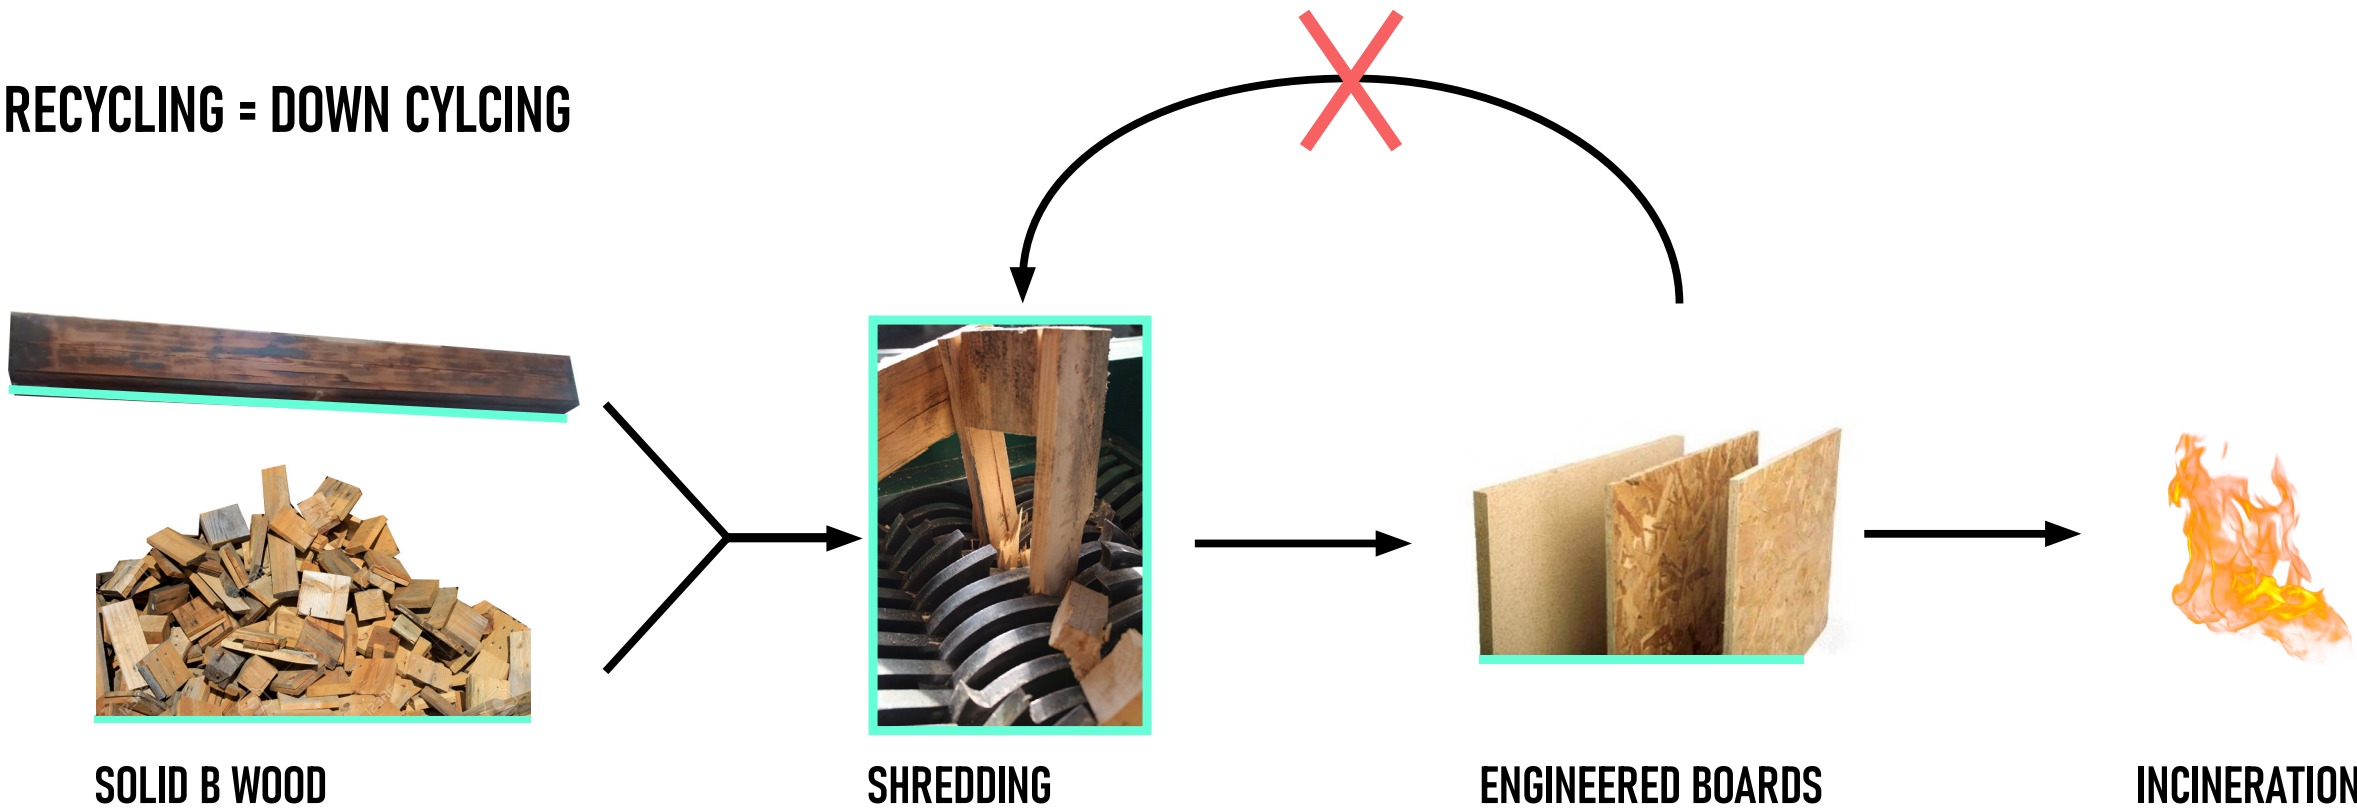 RECYCLING = DOWN CYLCING
SOLID B WOOD
SHREDDING
ENGINEERED BOARDS
INCINERATION